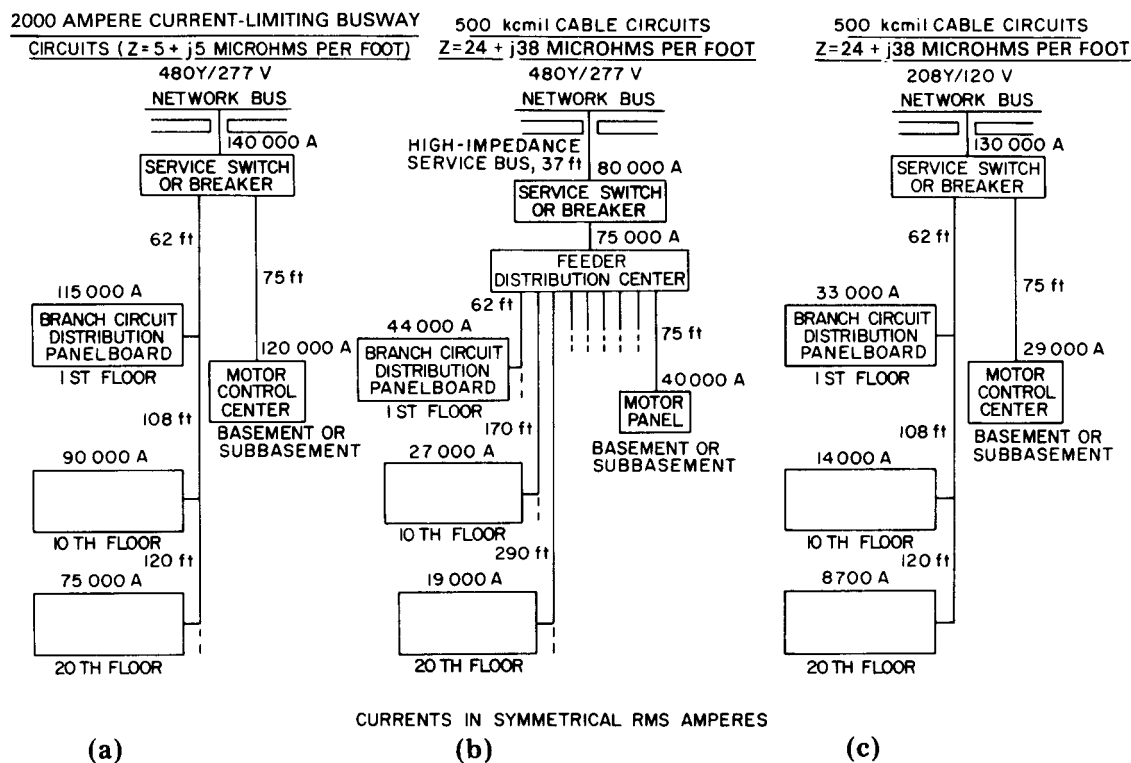 2000 AMPERE CURRENT-LIMITING BUSWAY
CIRCUITS (Z = 5 + j5 MICROHMS PER FOOT)
480Y/277 V
NETWORK BUS
140 000 A
SERVICE SWITCH
OR BREAKER
62 ft
75 ft
115 000 A
BRANCH CIRCUIT
DISTRIBUTION
PANELBOARD
1ST FLOOR
120 000 A
MOTOR
CONTROL
CENTER
BASEMENT OR
SUBBASEMENT
108 ft
90 000 A
10 TH FLOOR
120 ft
75 000 A
20 TH FLOOR
(a)
500 kcmil CABLE CIRCUITS
Z=24 + j38 MICROHMS PER FOOT
480Y/277 V
NETWORK BUS
HIGH-IMPEDANCE
SERVICE BUS, 37 ft
80 000 A
SERVICE SWITCH
OR BREAKER
75 000 A
FEEDER
DISTRIBUTION CENTER
62 ft
75 ft
44 000 A
BRANCH CIRCUIT
DISTRIBUTION
PANELBOARD
1ST FLOOR
40 000 A
MOTOR
PANEL
BASEMENT OR
SUBBASEMENT
170 ft
27 000 A
10 TH FLOOR
290 ft
19 000 A
20 TH FLOOR
(b)
500 kcmil CABLE CIRCUITS
Z=24 + j38 MICROHMS PER FOOT
208Y/120 V
NETWORK BUS
130 000 A
SERVICE SWITCH
OR BREAKER
62 ft
75 ft
33 000 A
BRANCH CIRCUIT
DISTRIBUTION
PANELBOARD
1ST FLOOR
29 000 A
MOTOR
CONTROL
CENTER
BASEMENT OR
SUBBASEMENT
108 ft
14 000 A
10 TH FLOOR
120 ft
8700 A
20 TH FLOOR
(c)
CURRENTS IN SYMMETRICAL RMS AMPERES